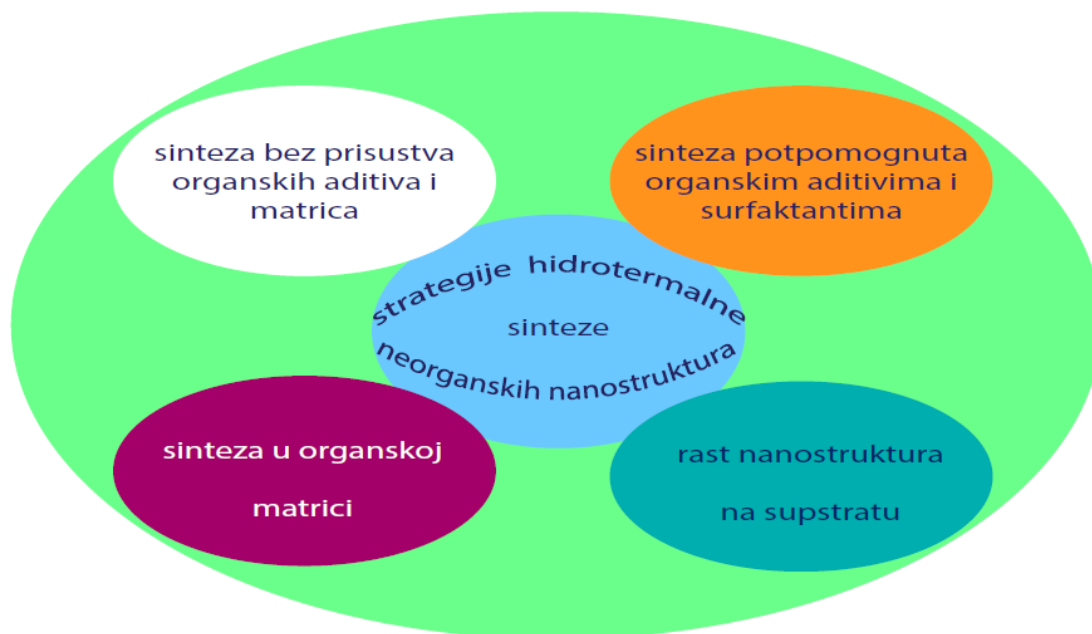 sinteza bez prisustva
organskih aditiva i
matrica
sinteza potpomognuta
organskim aditivima i
surfaktantima
strategije hidrotermalne
sinteze
neorganskih nanostruktura
sinteza u organskoj
matrici
rast nanostruktura
na supstratu